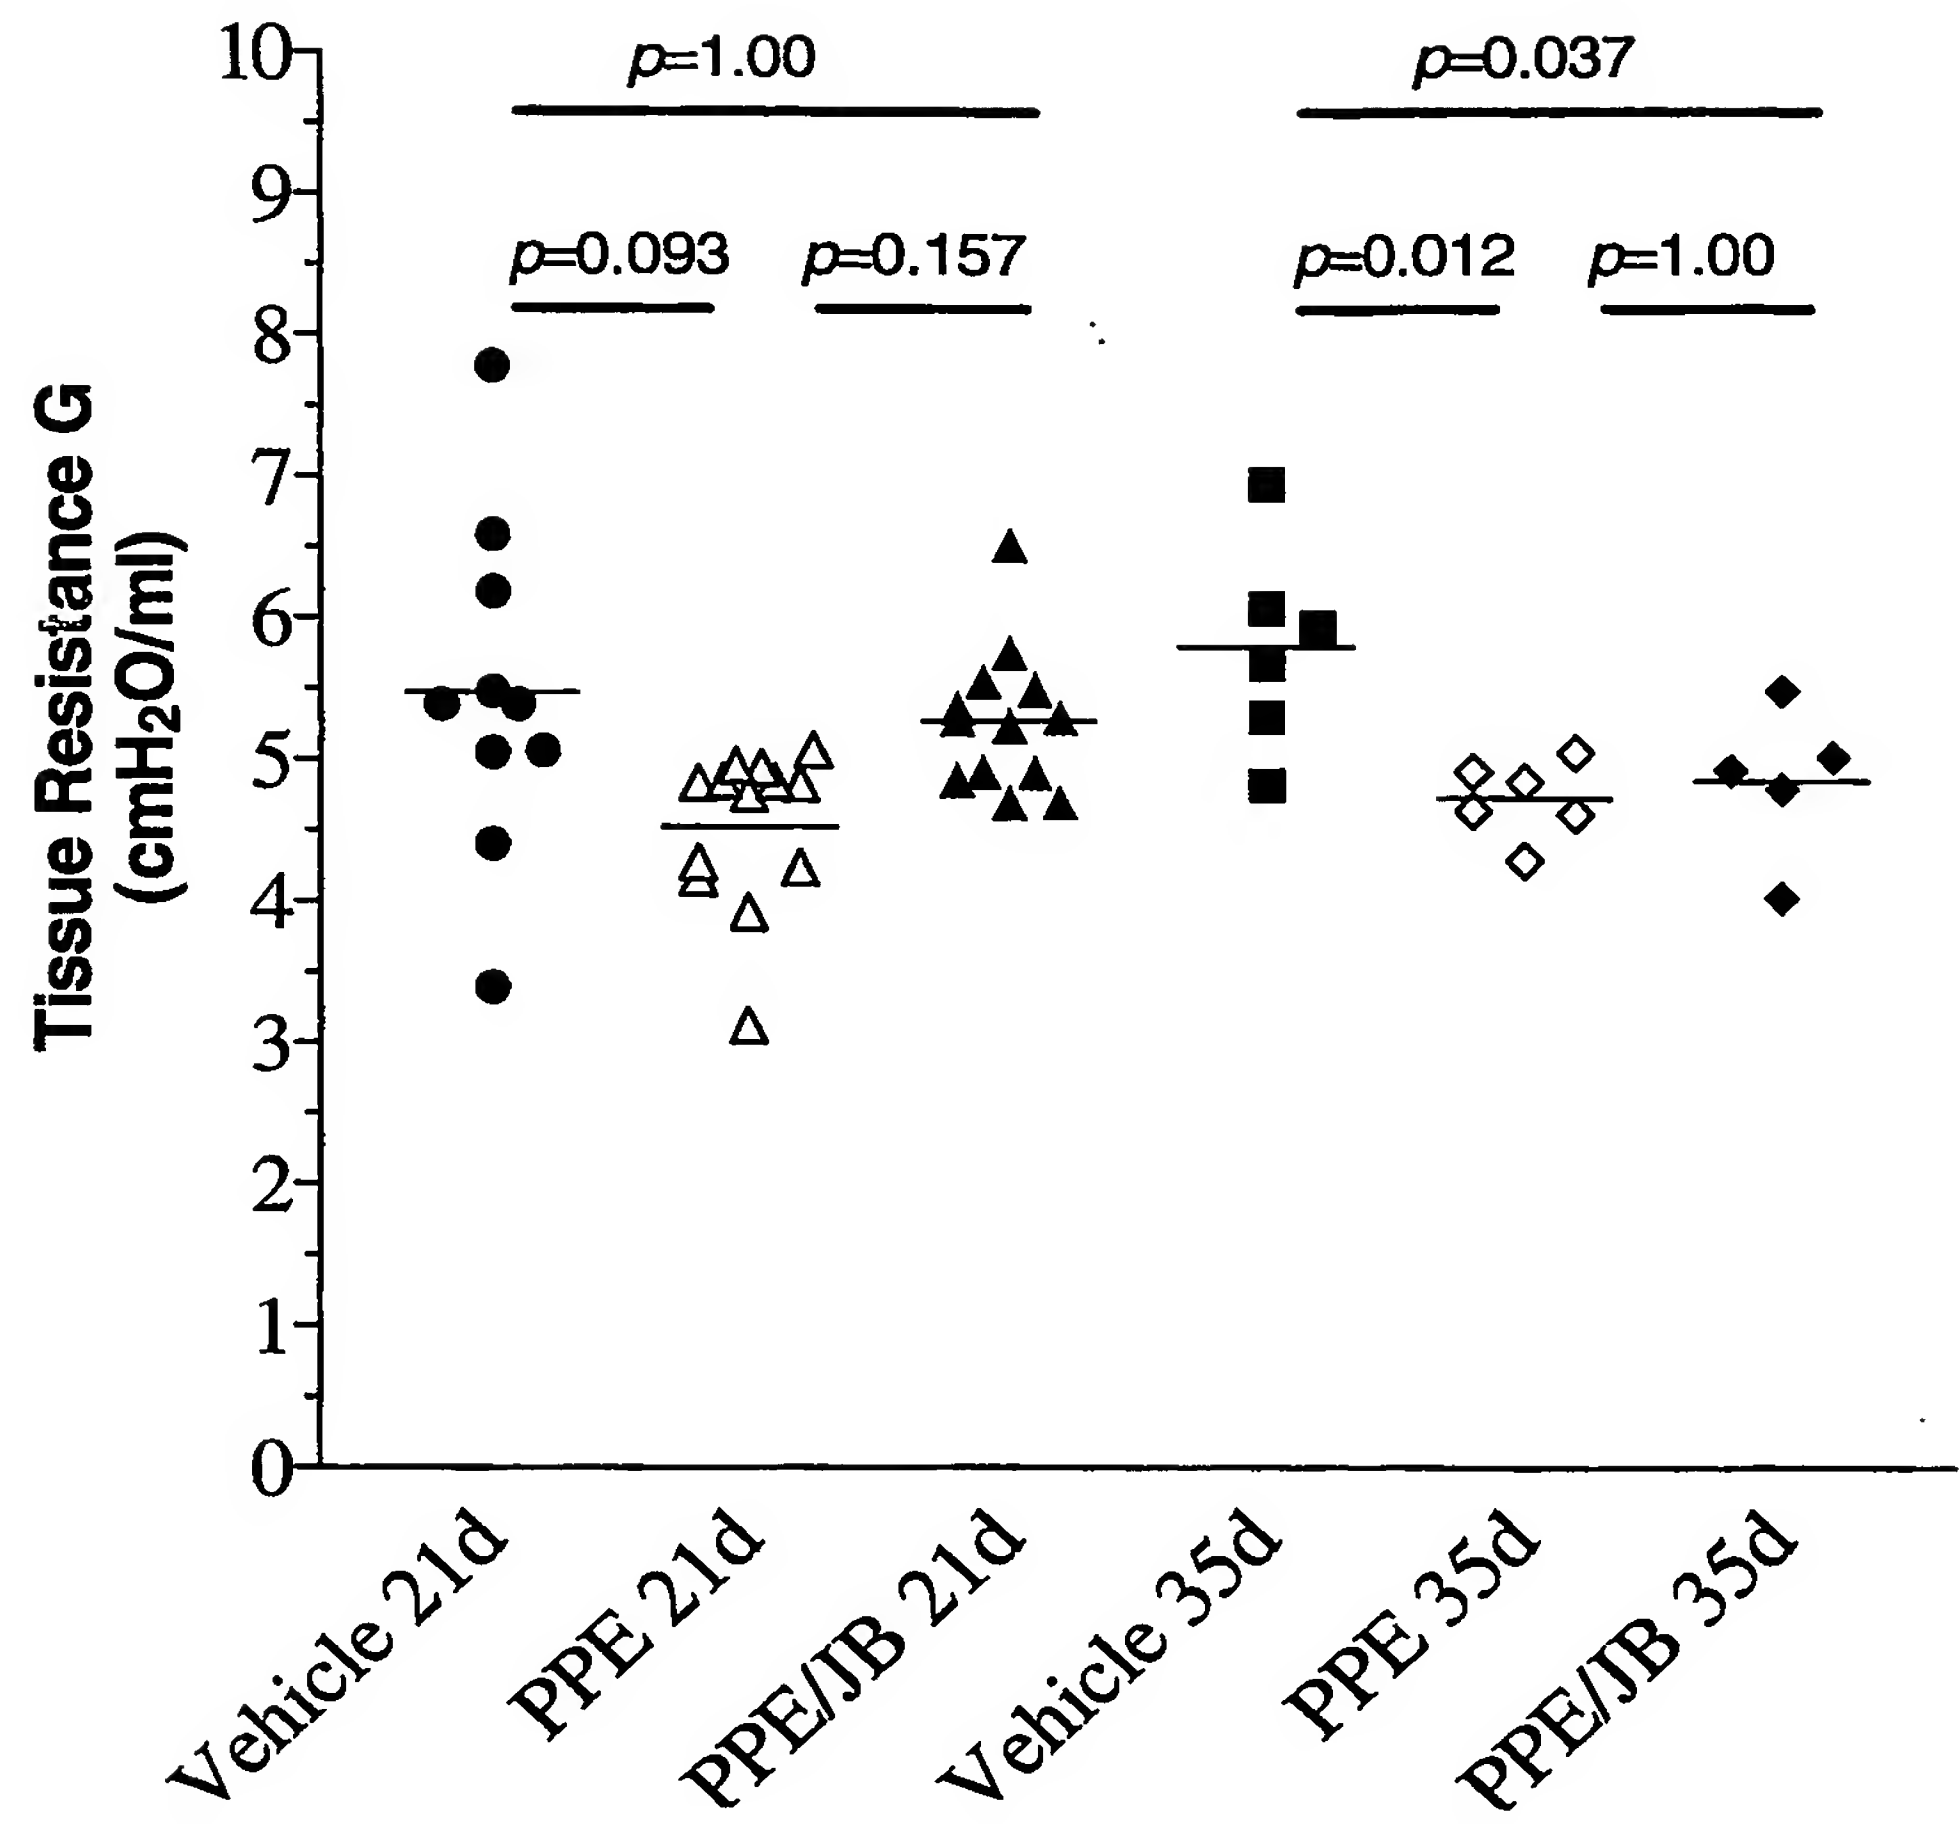 10
p=1.00
p=0.037
9
p=0.093
p=0.157
p=0.012
p=1.00
8
7
6
5
4
3
2
1
0
Tissue Resistance G
(cmH2O/ml)
Vehicle 21d
PPE 21d
PPE/JB 21d
Vehicle 35d
PPE 35d
PPE/JB 35d